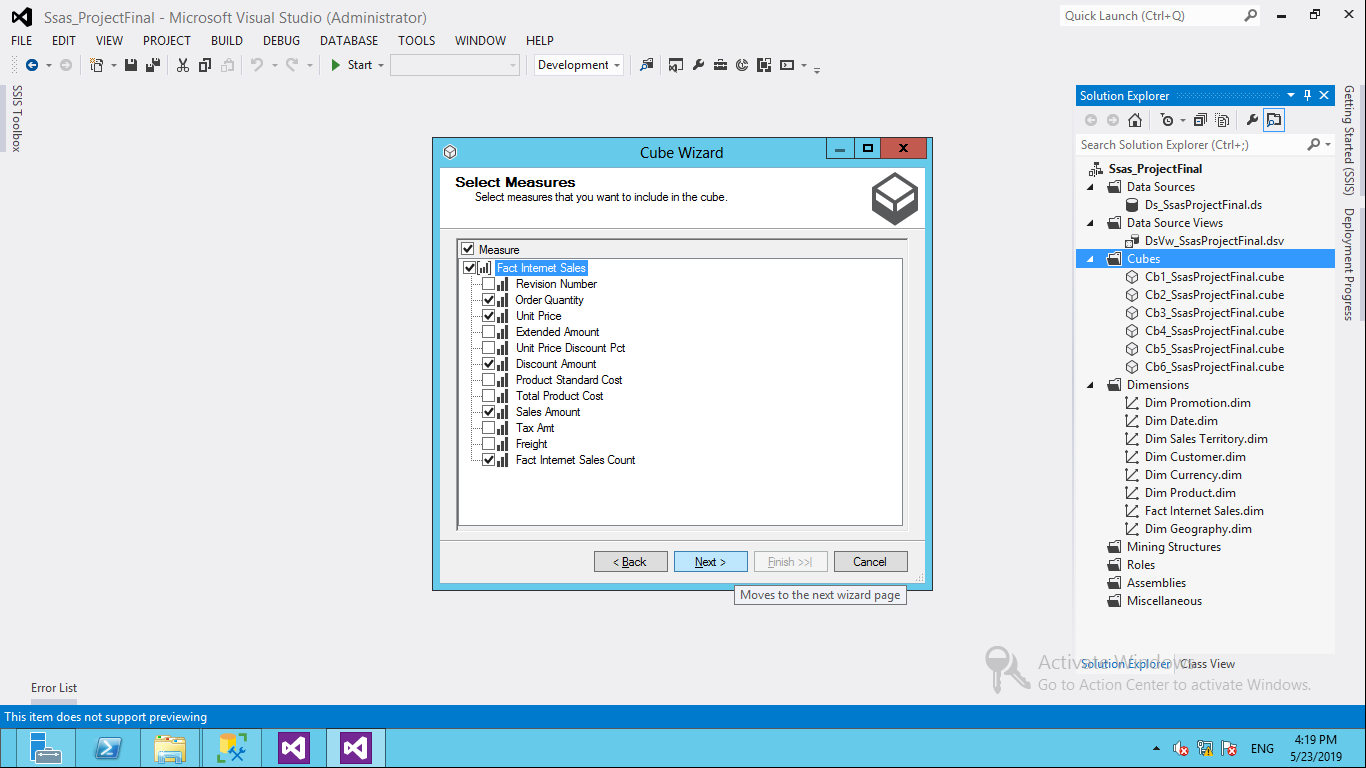 Ssas_ProjectFinal - Microsoft Visual Studio (Administrator)
Quick Launch (Ctrl+Q)
FILE EDIT VIEW PROJECT BUILD DEBUG DATABASE TOOLS WINDOW HELP
Start Development
SSIS Toolbox
Cube Wizard
Select Measures
Select measures that you want to include in the cube.
Measure
Fact Internet Sales
Revision Number
Order Quantity
Unit Price
Extended Amount
Unit Price Discount Pct
Discount Amount
Product Standard Cost
Total Product Cost
Sales Amount
Tax Amt
Freight
Fact Internet Sales Count
< Back Next > Finish >>| Cancel
Moves to the next wizard page
Solution Explorer
Search Solution Explorer (Ctrl+;)
Ssas_ProjectFinal
Data Sources
Ds_SsasProjectFinal.ds
Data Source Views
DsVw_SsasProjectFinal.dsv
Cubes
Cb1_SsasProjectFinal.cube
Cb2_SsasProjectFinal.cube
Cb3_SsasProjectFinal.cube
Cb4_SsasProjectFinal.cube
Cb5_SsasProjectFinal.cube
Cb6_SsasProjectFinal.cube
Dimensions
Dim Promotion.dim
Dim Date.dim
Dim Sales Territory.dim
Dim Customer.dim
Dim Currency.dim
Dim Product.dim
Fact Internet Sales.dim
Dim Geography.dim
Mining Structures
Roles
Assemblies
Miscellaneous
Solution Explorer Class View
Getting Started (SSIS)
Deployment Progress
Activate Windows
Go to Action Center to activate Windows.
Error List
This item does not support previewing
ENG
4:19 PM
5/23/2019